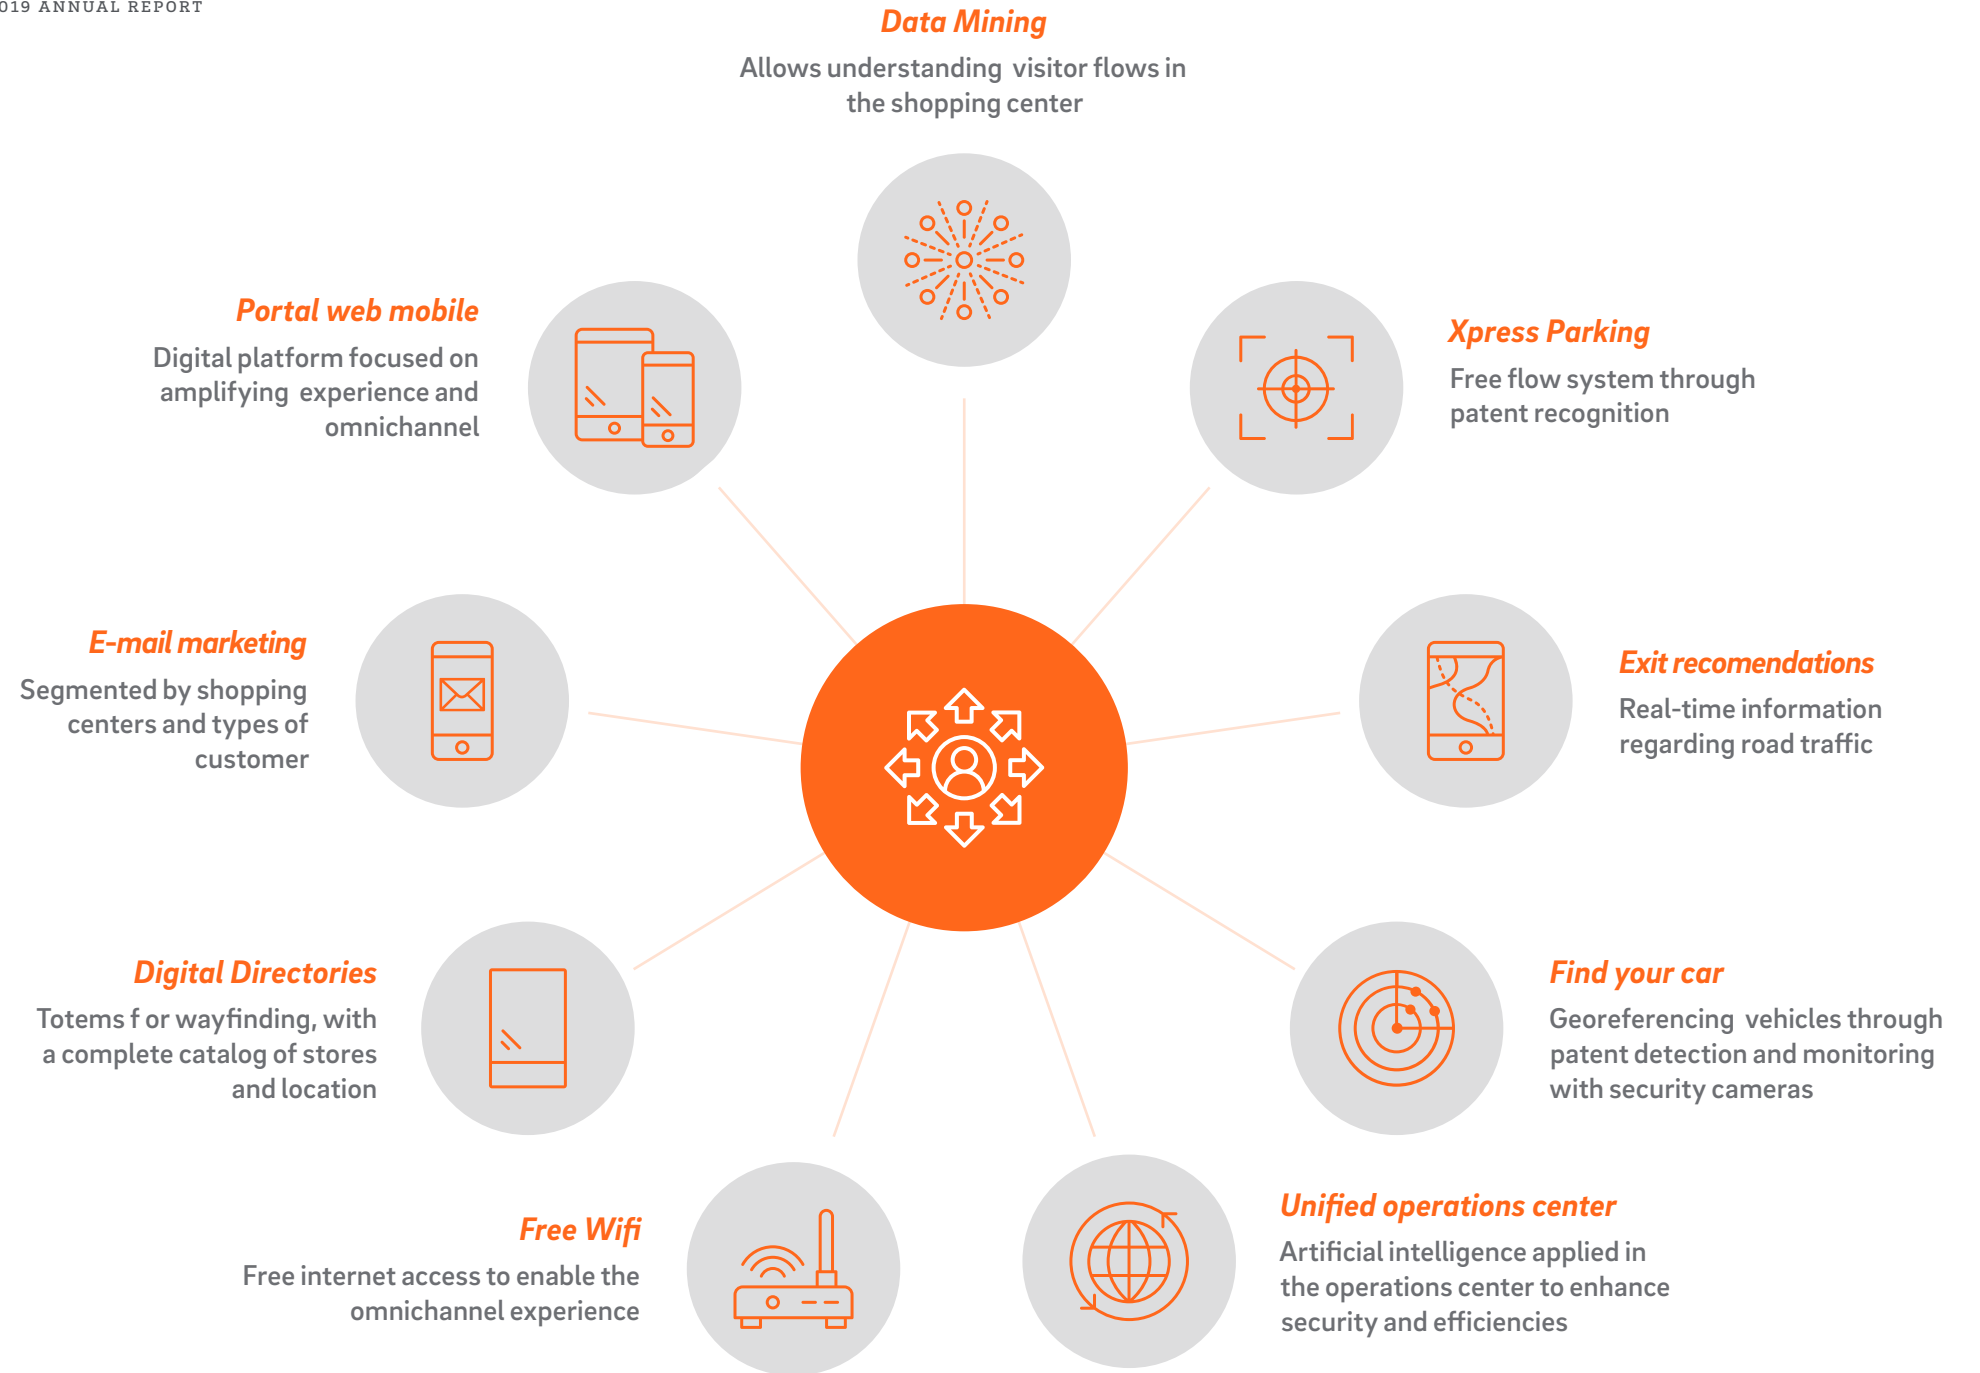 019 ANNUAL REPORT
Data Mining
Allows understanding visitor flows in
the shopping center
Portal web mobile
Digital platform focused on
amplifying experience and
omnichannel
Xpress Parking
Free flow system through
patent recognition
E-mail marketing
Segmented by shopping
centers and types of
customer
Exit recomendations
Real-time information
regarding road traffic
Digital Directories
Totems f or wayfinding, with
a complete catalog of stores
and location
Find your car
Georeferencing vehicles through
patent detection and monitoring
with security cameras
Free Wifi
Free internet access to enable the
omnichannel experience
Unified operations center
Artificial intelligence applied in
the operations center to enhance
security and efficiencies